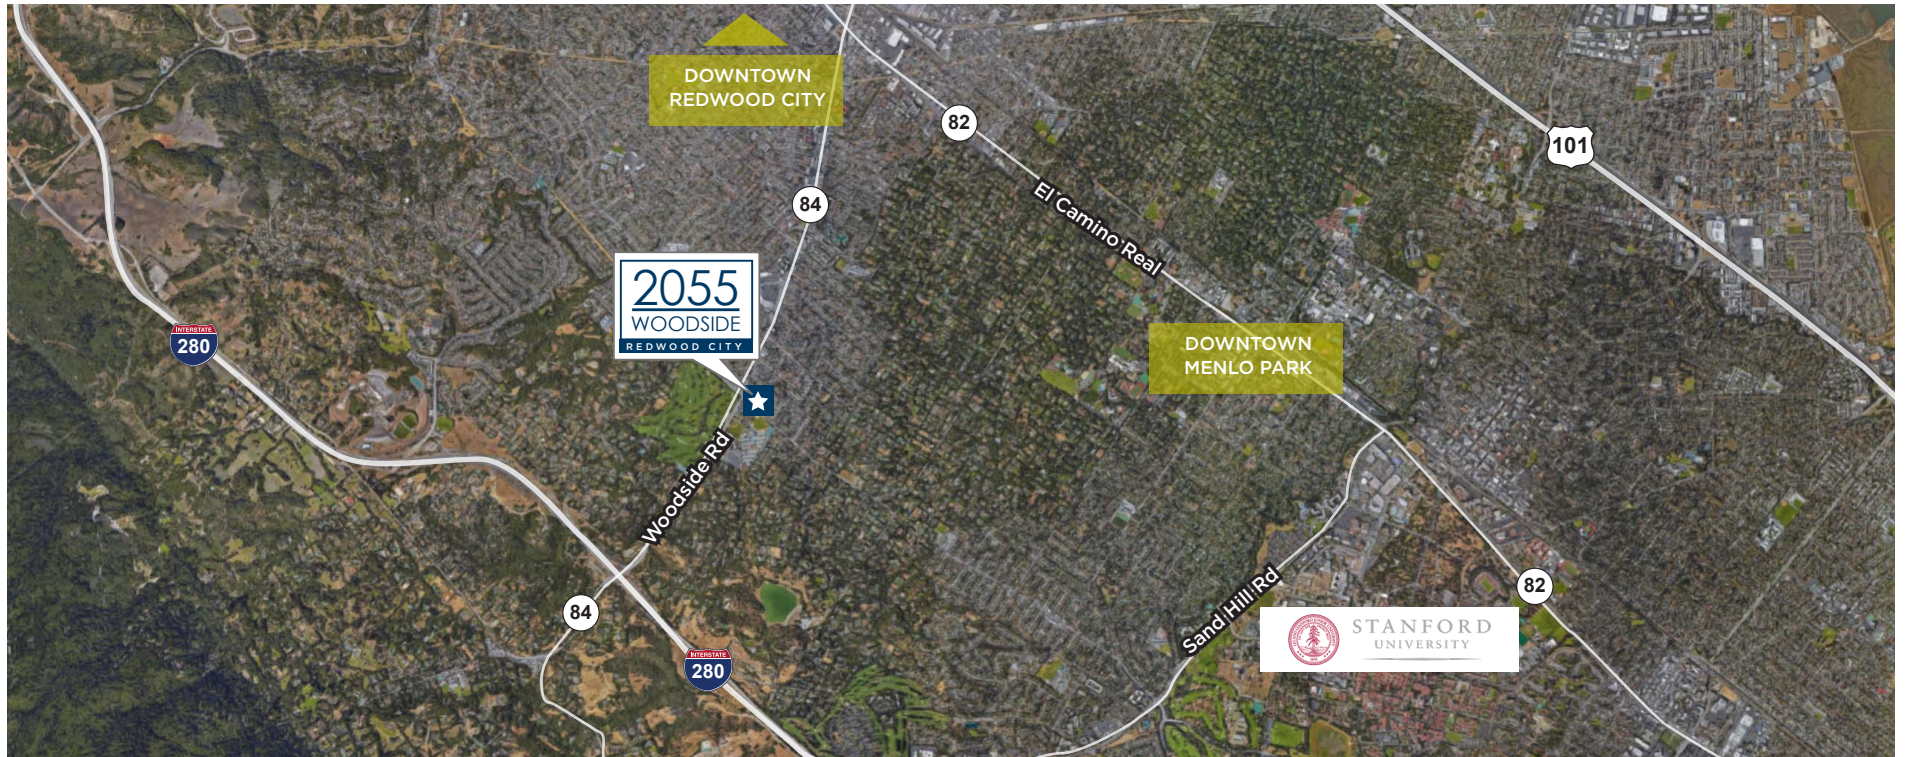 DOWNTOWN
REDWOOD CITY
82
101
84
El Camino Real
2055
WOODSIDE
REDWOOD CITY
INTERSTATE
280
DOWNTOWN
MENLO PARK
Woodside Rd
Sand Hill Rd
82
84
STANFORD
UNIVERSITY
INTERSTATE
280